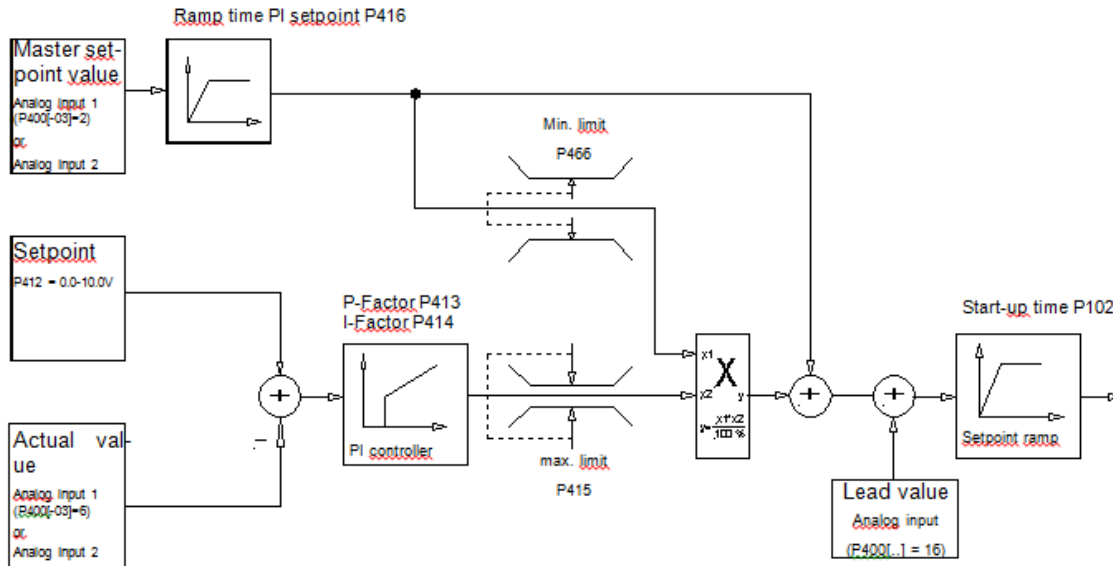 Ramp time PI setpoint P416
Master set-
point value
Analog Input 1
(P400[-03]=2)
or
Analog Input 2
Min. limit
P466
Setpoint
P412 = 0.0-10.0V
P-Factor P413
I-Factor P414
Start-up time P102
x1
X
x2
y
y=x1*x2
100 %
+
+
+
PI controller
Setpoint ramp
–
Actual val-
ue
Analog Input 1
(P400[-03]=6)
or
Analog Input 2
max. limit
P415
Lead value
Analog input
(P400[..] = 16)